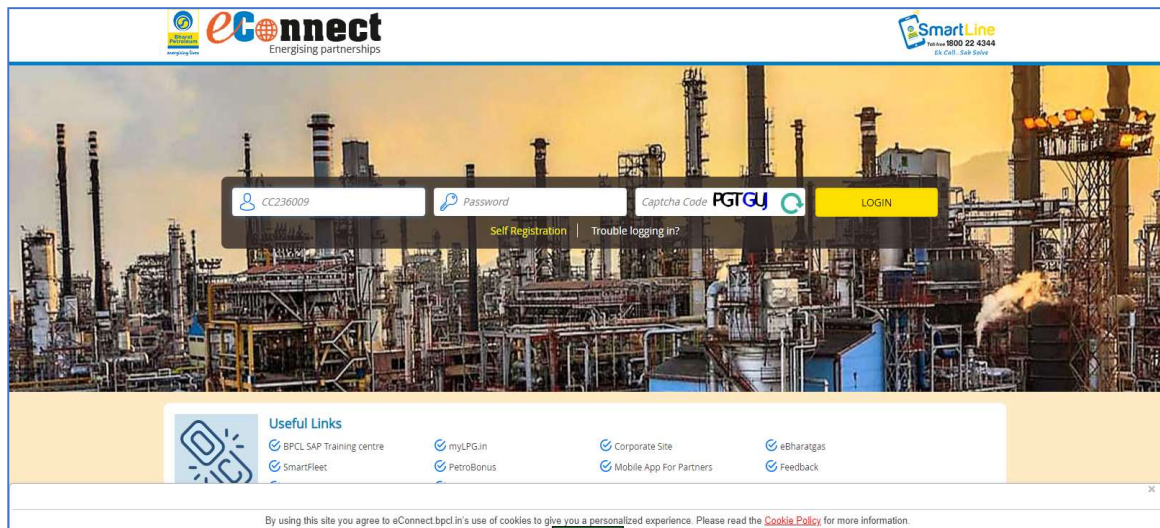 Bharat Petroleum
energising lives
eConnect
Energising partnerships
SmartLine
Toll Free 1800 22 4344
Ek Call.. Sab Solve
CC236009
Password
Captcha Code PGTGUJ
LOGIN
Self Registration | Trouble logging in?
Useful Links
BPCL SAP Training centre myLPG.in Corporate Site eBharatgas
SmartFleet PetroBonus Mobile App For Partners Feedback
By using this site you agree to eConnect.bpcl.in's use of cookies to give you a personalized experience. Please read the Cookie Policy for more information.